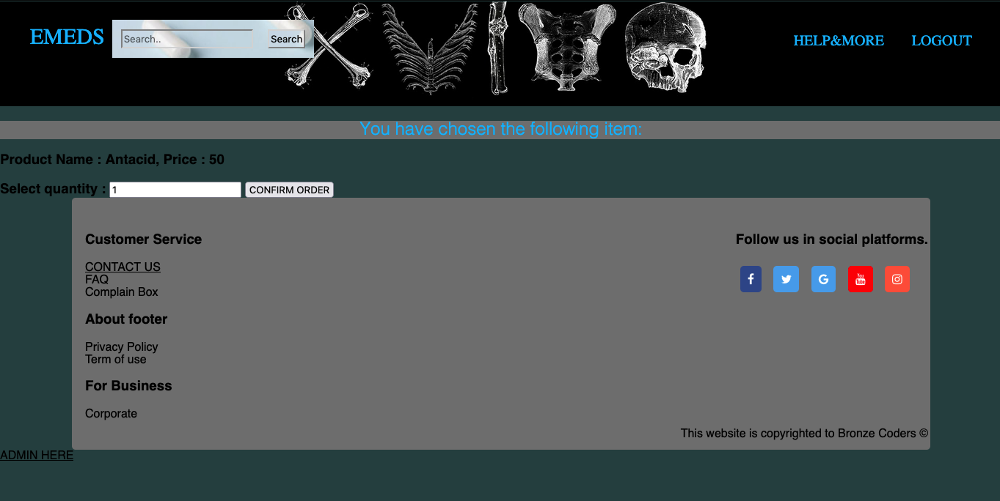 EMEDS
Search..
Search
HELP&MORE
LOGOUT
You have chosen the following item:
Product Name : Antacid, Price : 50
Select quantity : 1 CONFIRM ORDER
Customer Service
Follow us in social platforms.
CONTACT US
FAQ
Complain Box
You Tube
About footer
Privacy Policy
Term of use
For Business
Corporate
This website is copyrighted to Bronze Coders ©
ADMIN HERE